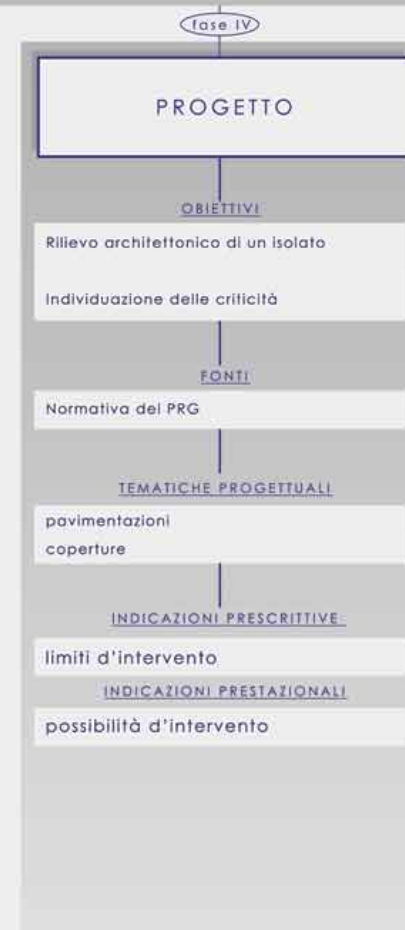 fase IV
PROGETTO
OBIETTIVI
Rilievo architettonico di un isolato
Individuazione delle criticità
FONTI
Normativa del PRG
TEMATICHE PROGETTUALI
pavimentazioni
coperture
INDICAZIONI PRESCRITTIVE
limiti d'intervento
INDICAZIONI PRESTAZIONALI
possibilità d'intervento